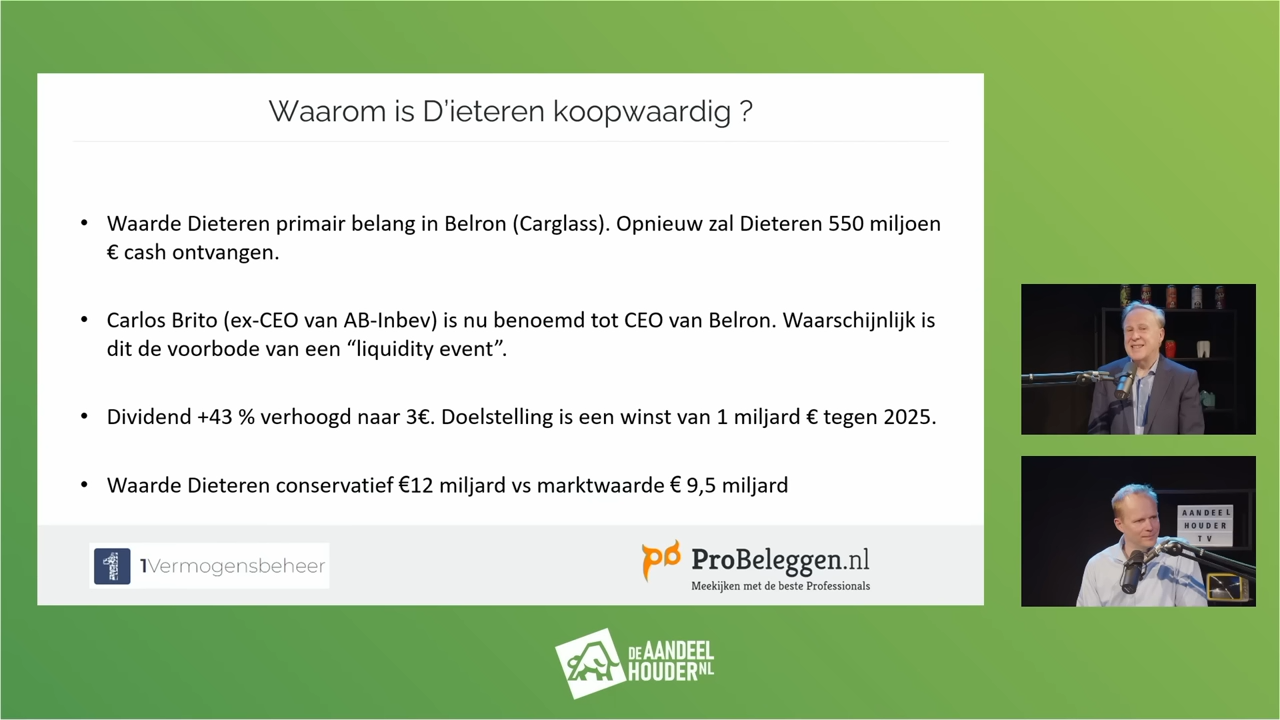 Waarom is D'ieteren koopwaardig ?
• Waarde Dieteren primair belang in Belron (Carglass). Opnieuw zal Dieteren 550 miljoen
€ cash ontvangen.
• Carlos Brito (ex-CEO van AB-Inbev) is nu benoemd tot CEO van Belron. Waarschijnlijk is
dit de voorbode van een “liquidity event”.
• Dividend +43 % verhoogd naar 3€. Doelstelling is een winst van 1 miljard € tegen 2025.
• Waarde Dieteren conservatief €12 miljard vs marktwaarde € 9,5 miljard
1Vermogensbeheer
ProBeleggen.nl
Meekijken met de beste Professionals
AANDEEL
HOUDER
TV
DE AANDEEL
HOUDER NL